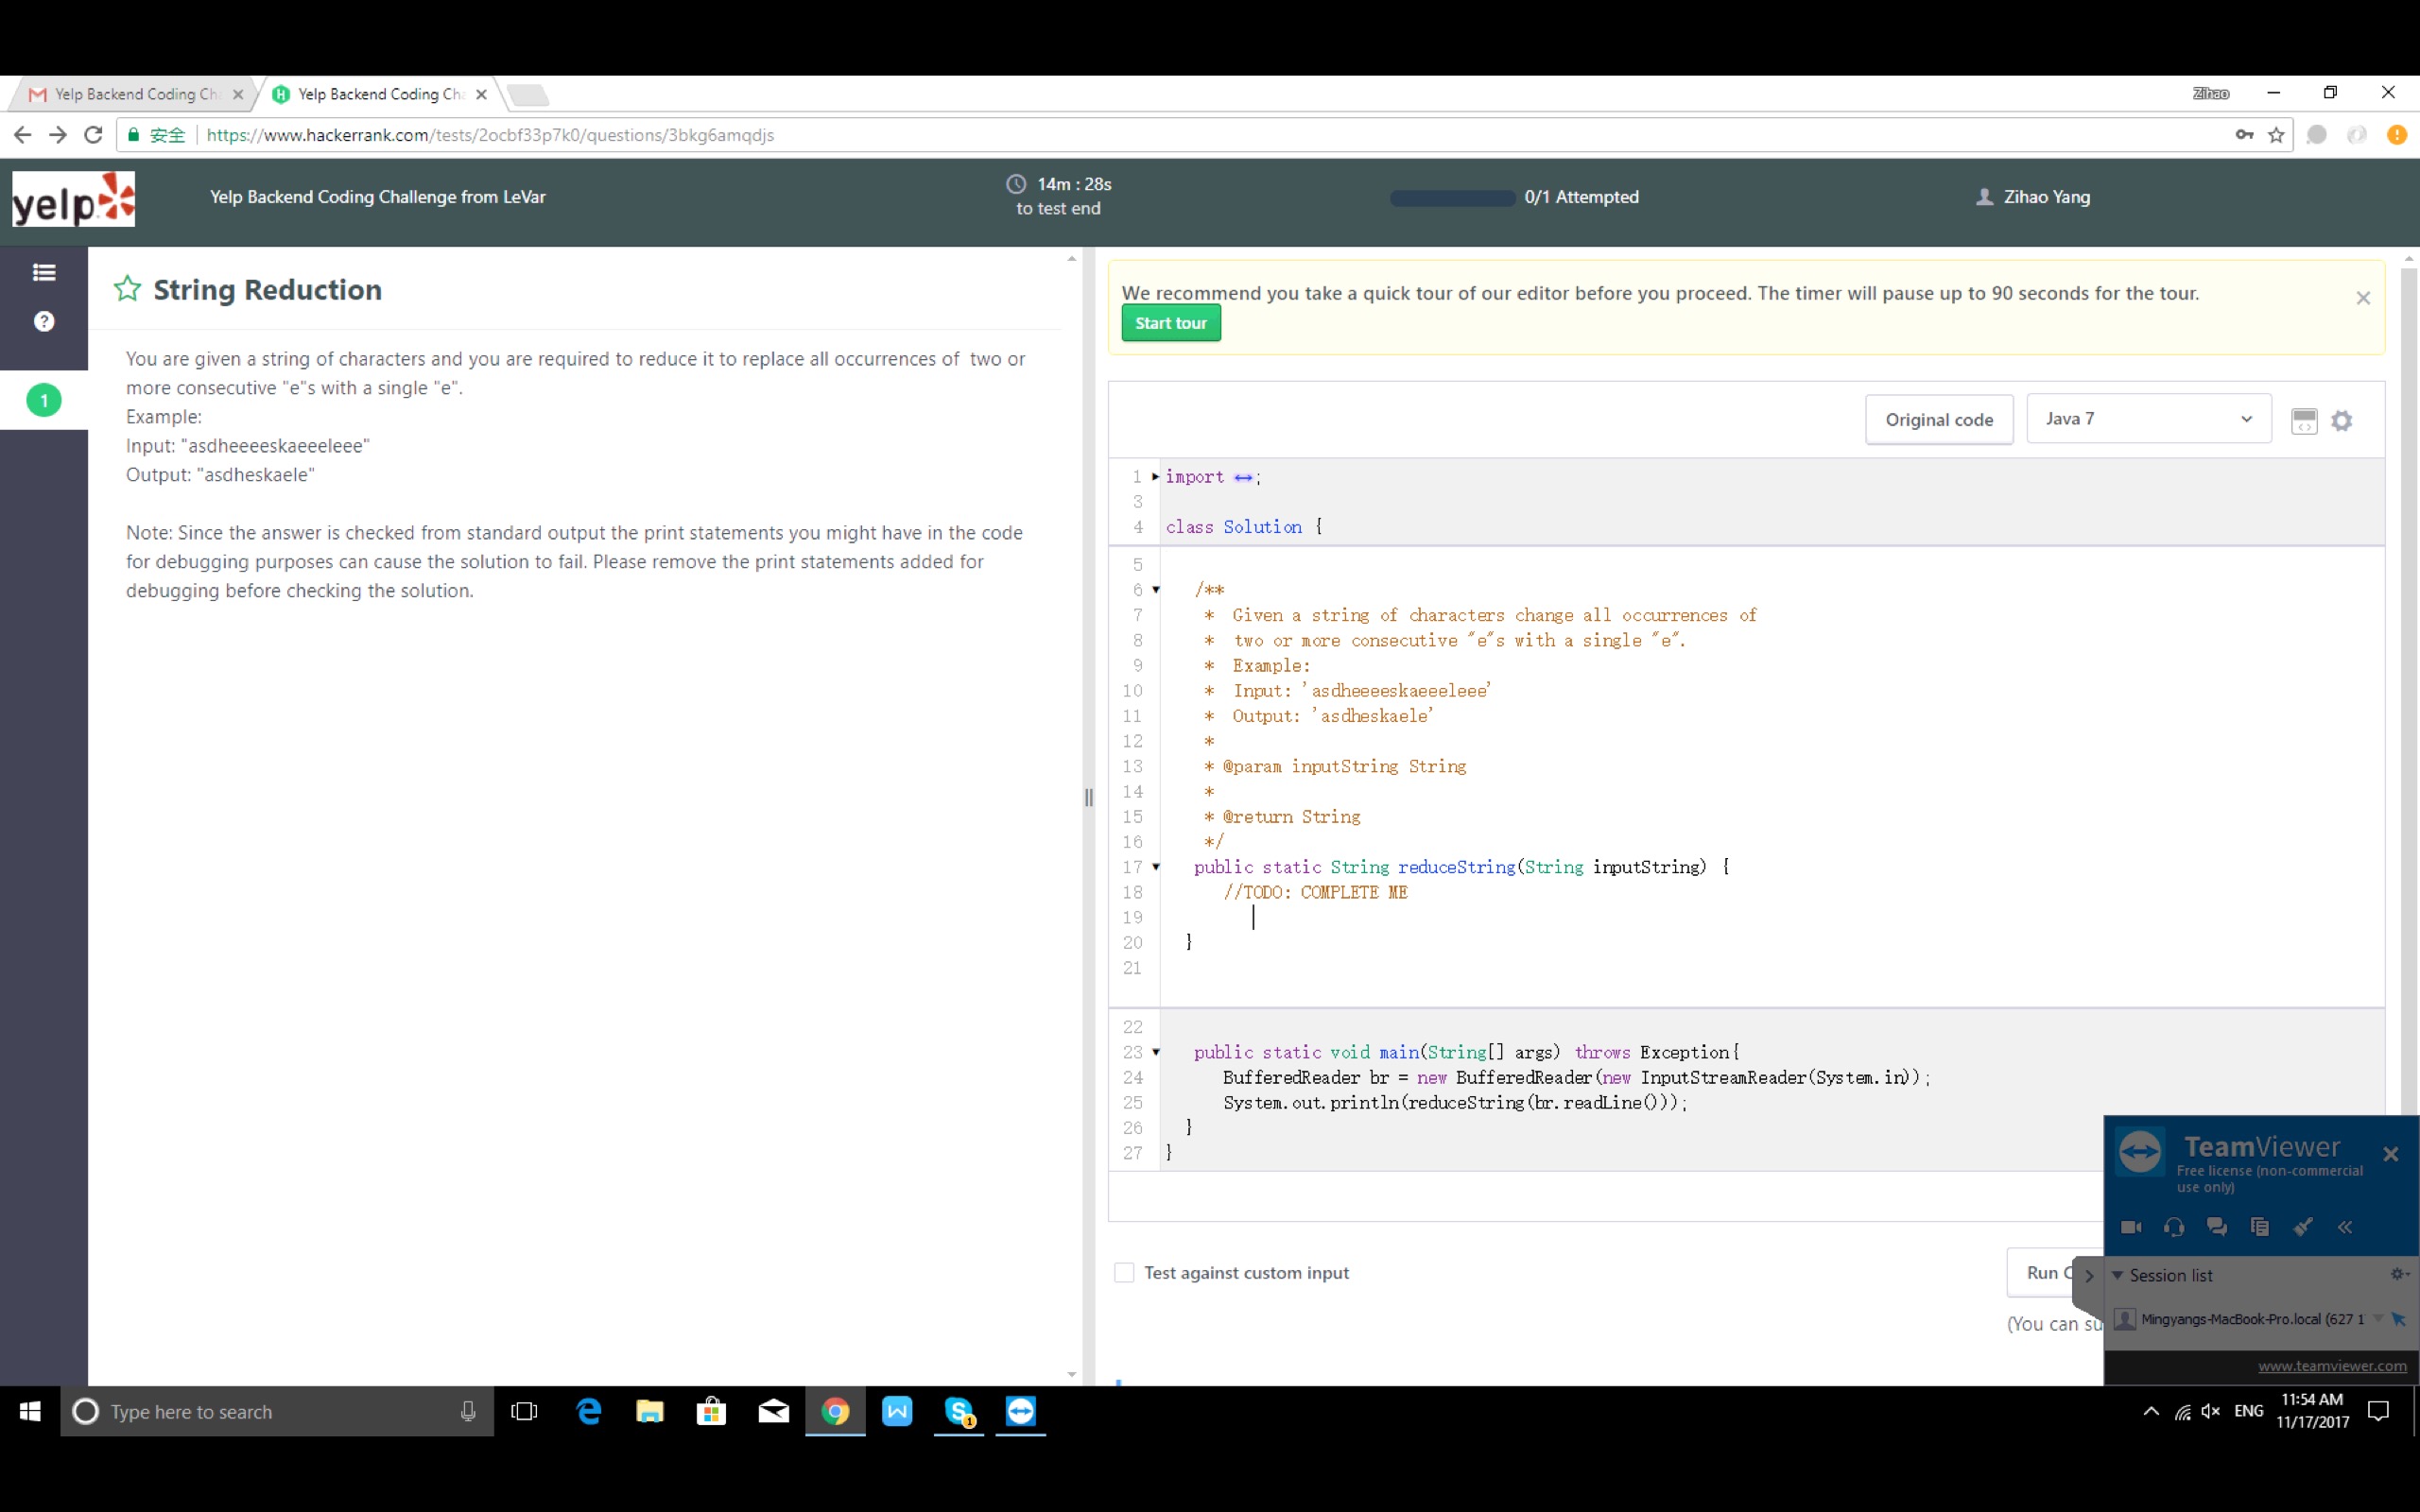 Yelp Backend Coding Ch
Yelp Backend Coding Cha
Zihao
安全
https://www.hackerrank.com/tests/2ocbf33p7k0/questions/3bkg6amqdjs
yelp
Yelp Backend Coding Challenge from LeVar
14m : 28s
to test end
0/1 Attempted
Zihao Yang
String Reduction
You are given a string of characters and you are required to reduce it to replace all occurrences of  two or
more consecutive "e"s with a single "e".
Example:
Input: "asdheeeeskaeeeleee"
Output: "asdheskaele"
Note: Since the answer is checked from standard output the print statements you might have in the code
for debugging purposes can cause the solution to fail. Please remove the print statements added for
debugging before checking the solution.
1
We recommend you take a quick tour of our editor before you proceed. The timer will pause up to 90 seconds for the tour.
Start tour
Original code
Java 7
1 import ;
3
4 class Solution {
5
6 /**
7 * Given a string of characters change all occurrences of
8 * two or more consecutive "e"s with a single "e".
9 * Example:
10 * Input: 'asdheeeeskaeeeleee'
11 * Output: 'asdheskaele'
12 *
13 * @param inputString String
14 *
15 * @return String
16 */
17 public static String reduceString(String inputString) {
18 //TODO: COMPLETE ME
19
20 }
21
22
23 public static void main(String[] args) throws Exception{
24 BufferedReader br = new BufferedReader(new InputStreamReader(System.in));
25 System.out.println(reduceString(br.readLine()));
26 }
27 }
Test against custom input
Run C
(You can su
TeamViewer
Free license (non-commercial
use only)
Session list
Mingyangs-MacBook-Pro.local (627 1
www.teamviewer.com
Type here to search
1
ENG
11:54 AM
11/17/2017